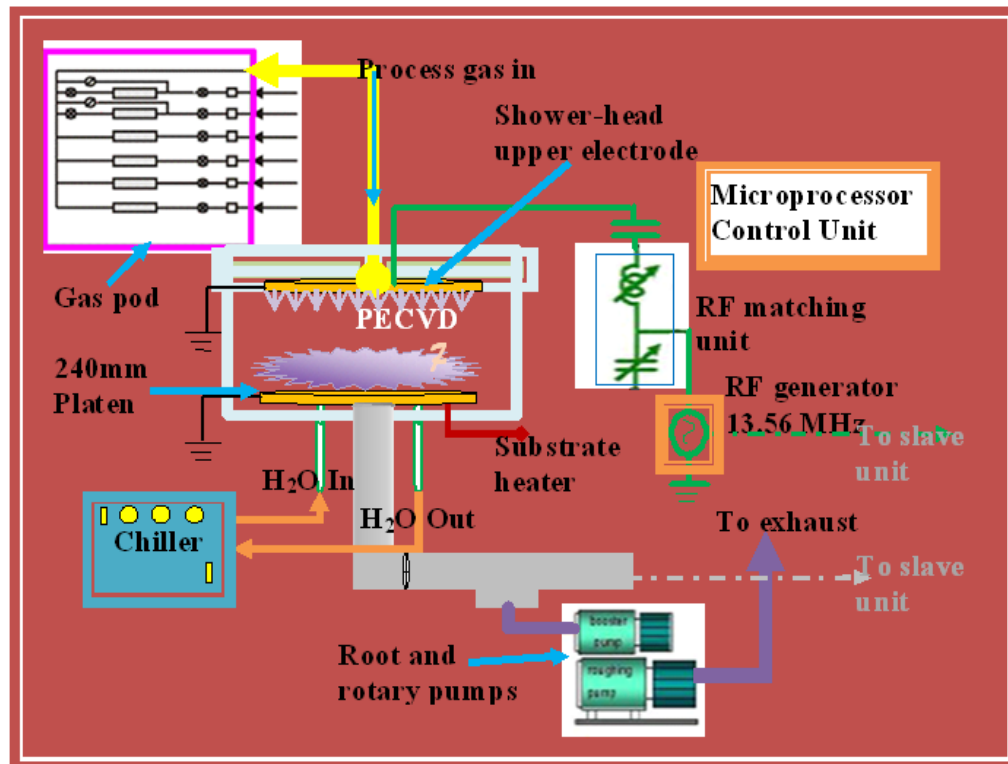 Process gas in
Shower-head
upper electrode
Microprocessor
Control Unit
Gas pod
PECVD
RF matching
unit
240mm
Platen
RF generator
13.56 MHz
To slave
unit
Substrate
heater
H₂O In
H₂O Out
Chiller
To exhaust
To slave
unit
booster
pump
Root and
rotary pumps
roughing
pump